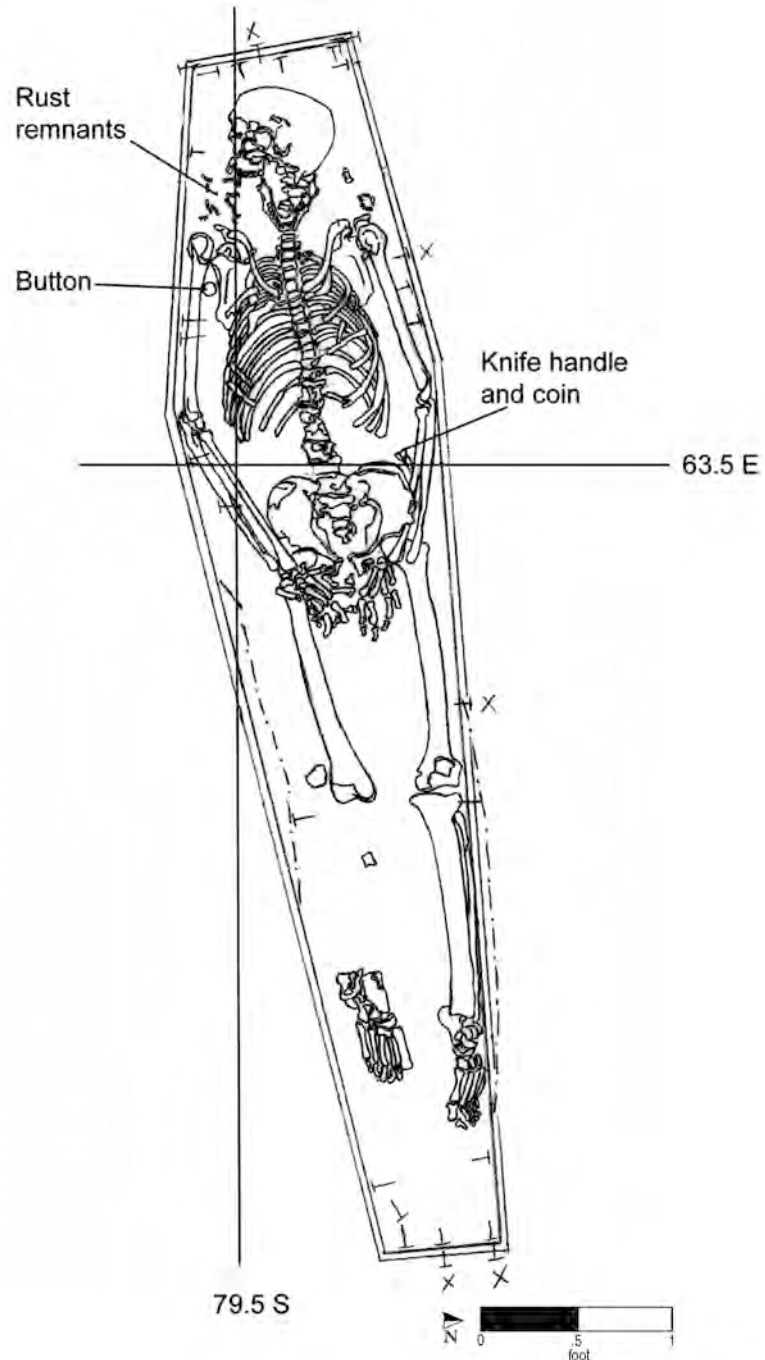 X
Rust
remnants
X
Button
Knife handle
and coin
63.5 E
X
79.5 S
X X
N
0 .5 1
foot